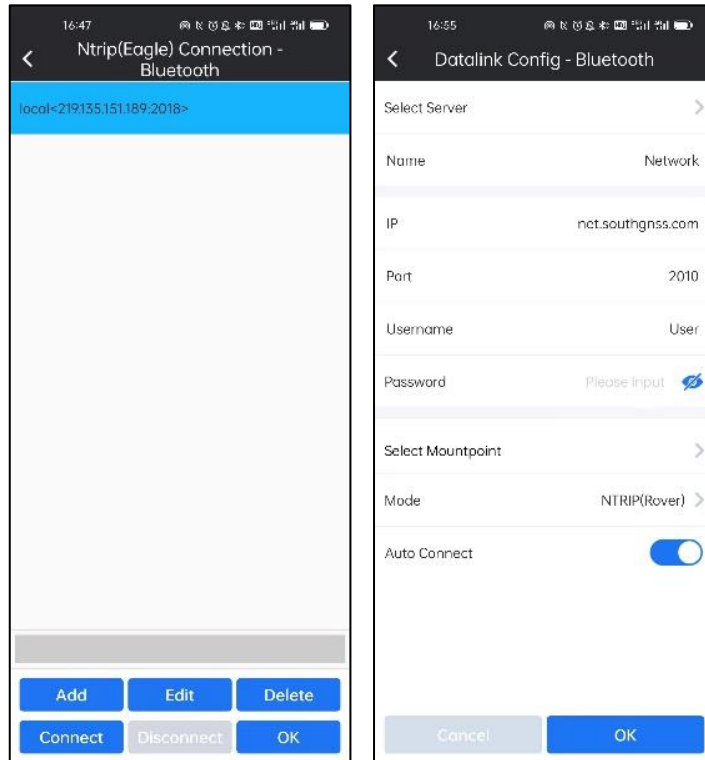 16:47
Ntrip(Eagle) Connection -
Bluetooth
local<219.135.151.189:2018>
Add Edit Delete
Connect Disconnect OK
16:55
Datalink Config - Bluetooth
Select Server
Name Network
IP net.southgnss.com
Port 2010
Username User
Password Please Input
Select Mountpoint
Mode NTRIP(Rover)
Auto Connect
Cancel OK